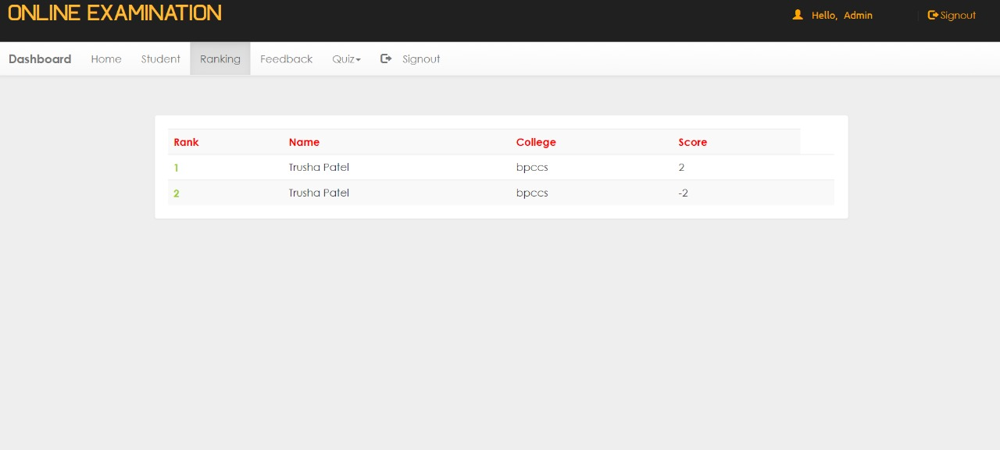 ONLINE EXAMINATION
Hello, Admin
Signout
Dashboard Home Student Ranking Feedback Quiz Signout
Rank Name College Score
1 Trusha Patel bpccs 2
2 Trusha Patel bpccs -2